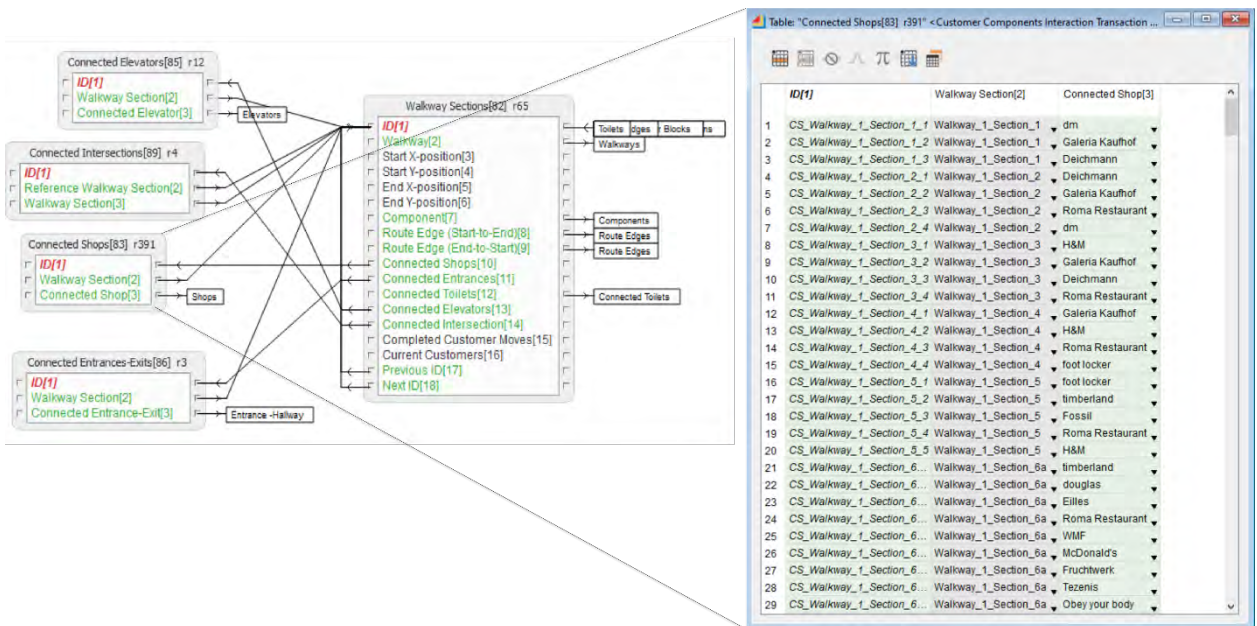 Connected Elevators[85] r12
ID[1]
Walkway Section[2]
Connected Elevator[3]
Elevators
Connected Intersections[89] r4
ID[1]
Reference Walkway Section[2]
Walkway Section[3]
Connected Shops[83] r391
ID[1]
Walkway Section[2]
Connected Shop[3]
Shops
Connected Entrances-Exits[86] r3
ID[1]
Walkway Section[2]
Connected Entrance-Exit[3]
Entrance -Hallway
Walkway Sections[82] r65
ID[1]
Walkway[2]
Start X-position[3]
Start Y-position[4]
End X-position[5]
End Y-position[6]
Component[7]
Route Edge (Start-to-End)[8]
Route Edge (End-to-Start)[9]
Connected Shops[10]
Connected Entrances[11]
Connected Toilets[12]
Connected Elevators[13]
Connected Intersection[14]
Completed Customer Moves[15]
Current Customers[16]
Previous ID[17]
Next ID[18]
Toilets dges r Blocks ns
Walkways
Components
Route Edges
Route Edges
Connected Toilets
Table: "Connected Shops[83] r391" <Customer Components Interaction Transaction ...
ID[1] Walkway Section[2] Connected Shop[3]
1 CS_Walkway_1_Section_1_1 Walkway_1_Section_1 dm
2 CS_Walkway_1_Section_1_2 Walkway_1_Section_1 Galeria Kaufhof
3 CS_Walkway_1_Section_1_3 Walkway_1_Section_1 Deichmann
4 CS_Walkway_1_Section_2_1 Walkway_1_Section_2 Deichmann
5 CS_Walkway_1_Section_2_2 Walkway_1_Section_2 Galeria Kaufhof
6 CS_Walkway_1_Section_2_3 Walkway_1_Section_2 Roma Restaurant
7 CS_Walkway_1_Section_2_4 Walkway_1_Section_2 dm
8 CS_Walkway_1_Section_3_1 Walkway_1_Section_3 H&M
9 CS_Walkway_1_Section_3_2 Walkway_1_Section_3 Galeria Kaufhof
10 CS_Walkway_1_Section_3_3 Walkway_1_Section_3 Deichmann
11 CS_Walkway_1_Section_3_4 Walkway_1_Section_3 Roma Restaurant
12 CS_Walkway_1_Section_4_1 Walkway_1_Section_4 Galeria Kaufhof
13 CS_Walkway_1_Section_4_2 Walkway_1_Section_4 H&M
14 CS_Walkway_1_Section_4_3 Walkway_1_Section_4 Roma Restaurant
15 CS_Walkway_1_Section_4_4 Walkway_1_Section_4 foot locker
16 CS_Walkway_1_Section_5_1 Walkway_1_Section_5 foot locker
17 CS_Walkway_1_Section_5_2 Walkway_1_Section_5 timberland
18 CS_Walkway_1_Section_5_3 Walkway_1_Section_5 Fossil
19 CS_Walkway_1_Section_5_4 Walkway_1_Section_5 Roma Restaurant
20 CS_Walkway_1_Section_5_5 Walkway_1_Section_5 H&M
21 CS_Walkway_1_Section_6... Walkway_1_Section_6a timberland
22 CS_Walkway_1_Section_6... Walkway_1_Section_6a douglas
23 CS_Walkway_1_Section_6... Walkway_1_Section_6a Eilles
24 CS_Walkway_1_Section_6... Walkway_1_Section_6a Roma Restaurant
25 CS_Walkway_1_Section_6... Walkway_1_Section_6a WMF
26 CS_Walkway_1_Section_6... Walkway_1_Section_6a McDonald's
27 CS_Walkway_1_Section_6... Walkway_1_Section_6a Fruchtwerk
28 CS_Walkway_1_Section_6... Walkway_1_Section_6a Tezenis
29 CS_Walkway_1_Section_6... Walkway_1_Section_6a Obey your body